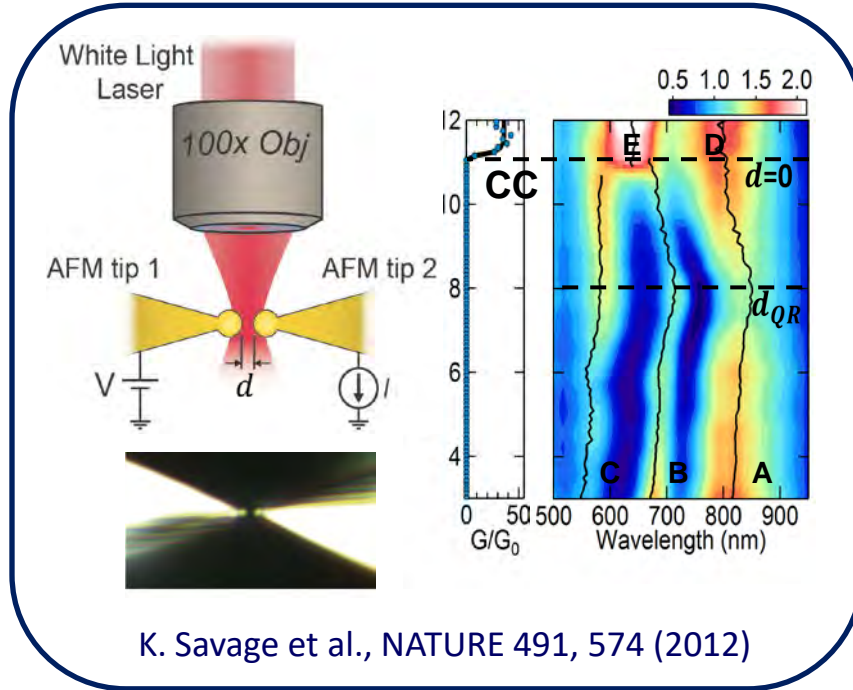 White Light
Laser
100x Obj
AFM tip 1
AFM tip 2
V
d
I
0.5 1.0 1.5 2.0
12
10
8
6
4
0 50
G/G0
CC
E
D
d=0
dQR
C
B
A
500 600 700 800 900
Wavelength (nm)
K. Savage et al., NATURE 491, 574 (2012)